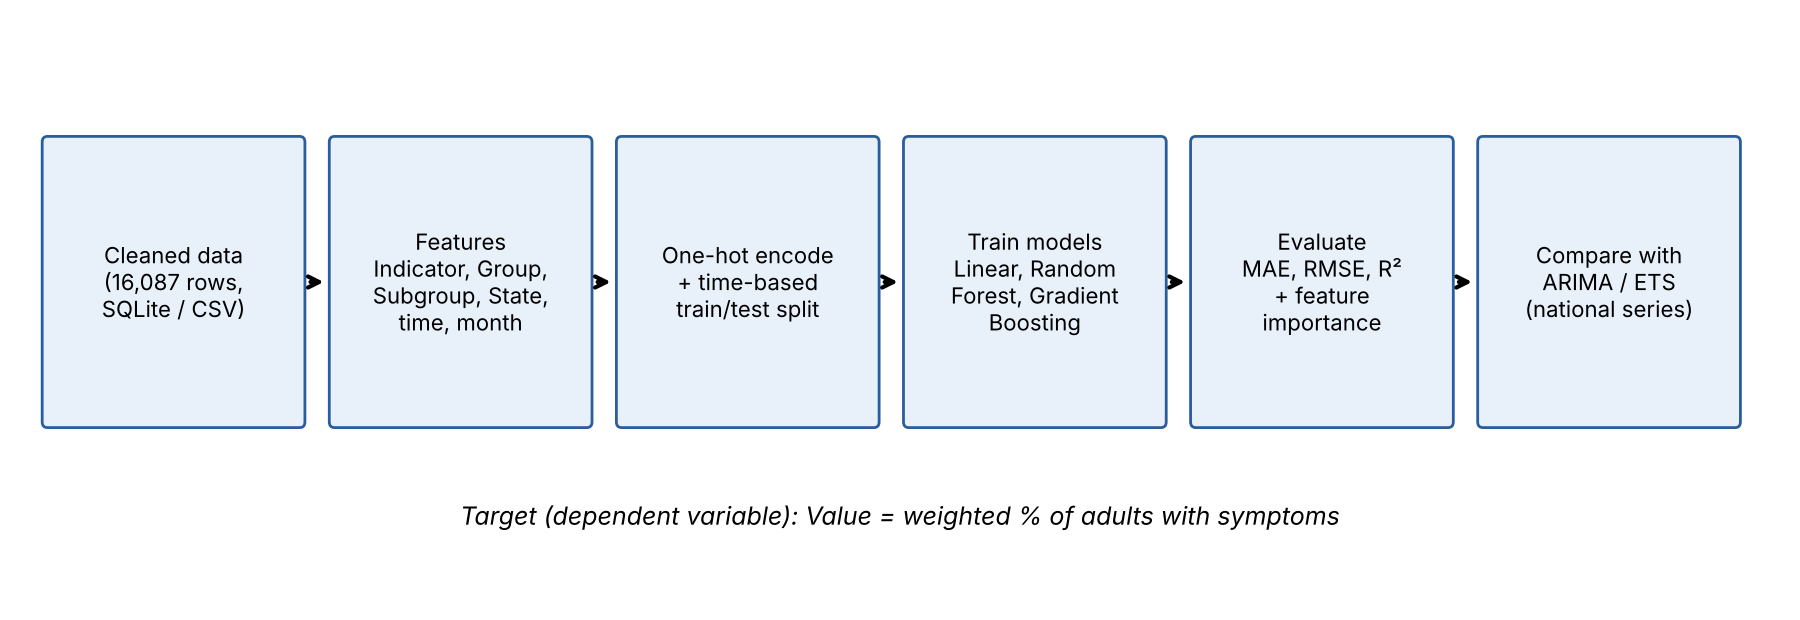 Cleaned data
(16,087 rows,
SQLite / CSV)
Features
Indicator, Group,
Subgroup, State,
time, month
One-hot encode
+ time-based
train/test split
Train models
Linear, Random
Forest, Gradient
Boosting
Evaluate
MAE, RMSE, R²
+ feature
importance
Compare with
ARIMA / ETS
(national series)
Target (dependent variable): Value = weighted % of adults with symptoms